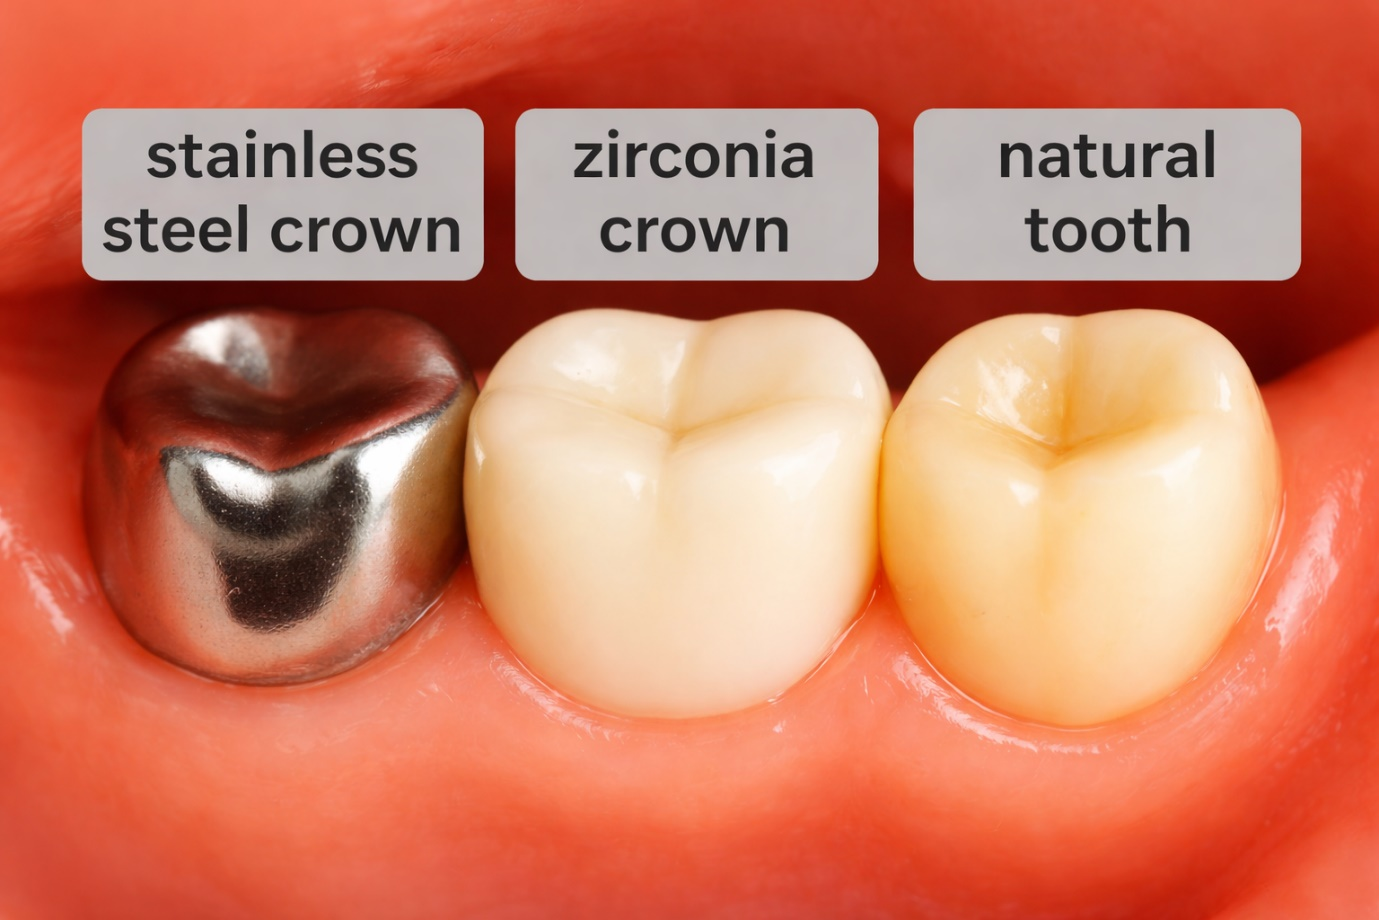 stainless
steel crown
zirconia
crown
natural
tooth